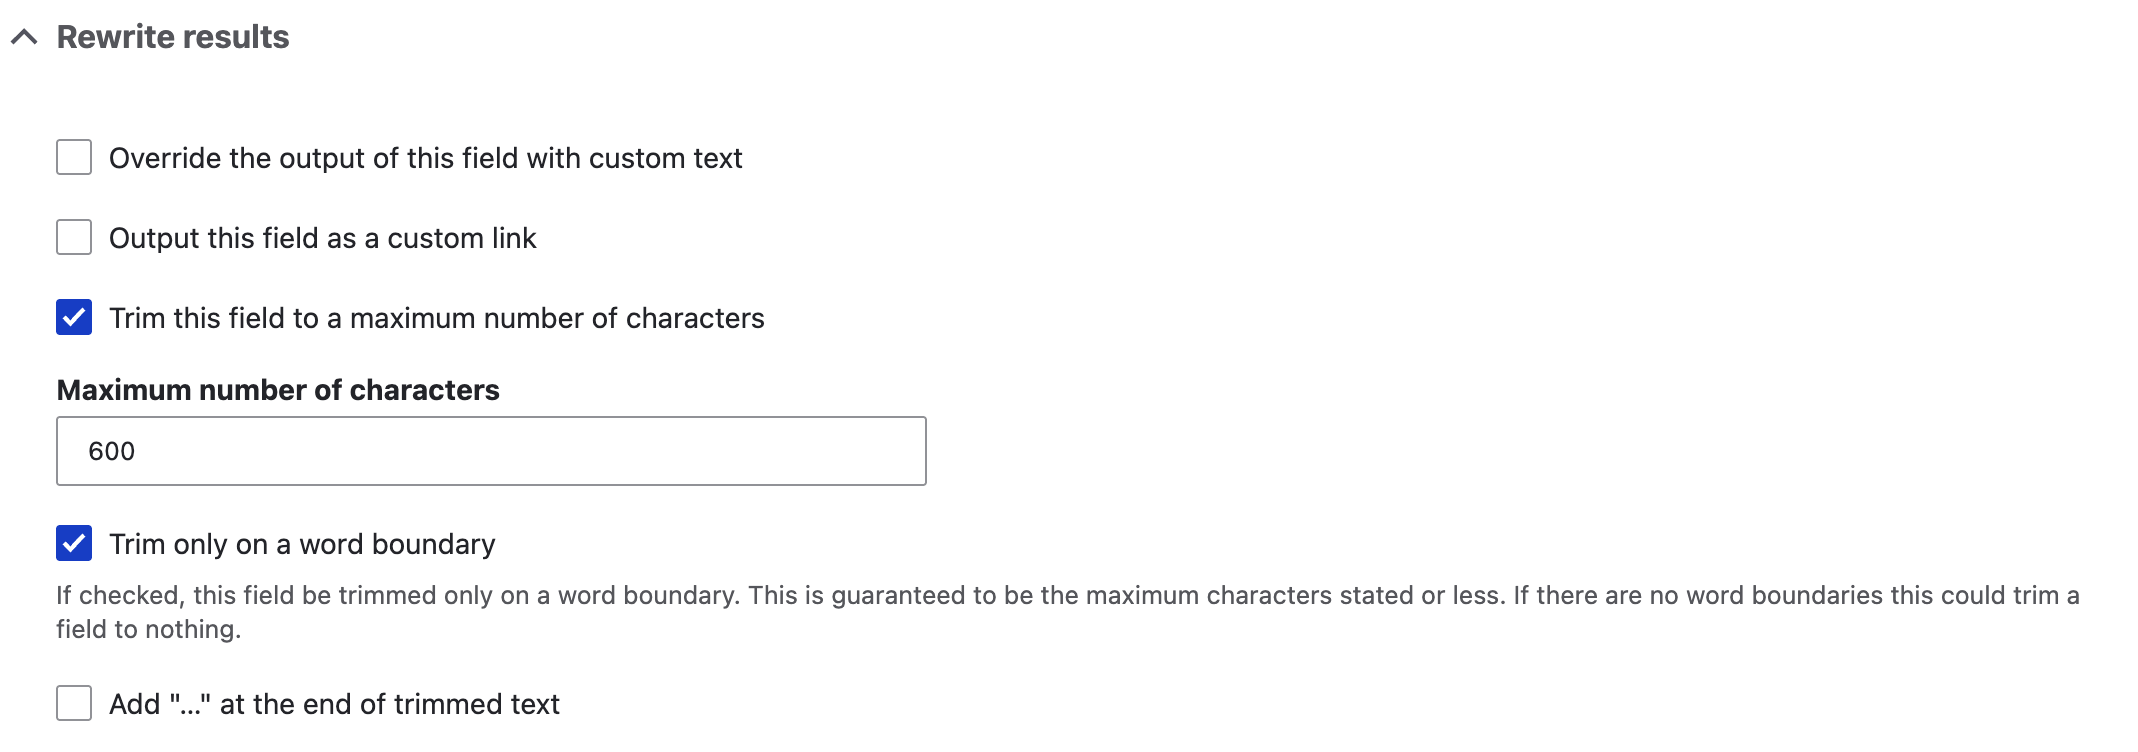 Rewrite results
Override the output of this field with custom text
Output this field as a custom link
Trim this field to a maximum number of characters
Maximum number of characters
600
Trim only on a word boundary
If checked, this field be trimmed only on a word boundary. This is guaranteed to be the maximum characters stated or less. If there are no word boundaries this could trim a
field to nothing.
Add "..." at the end of trimmed text